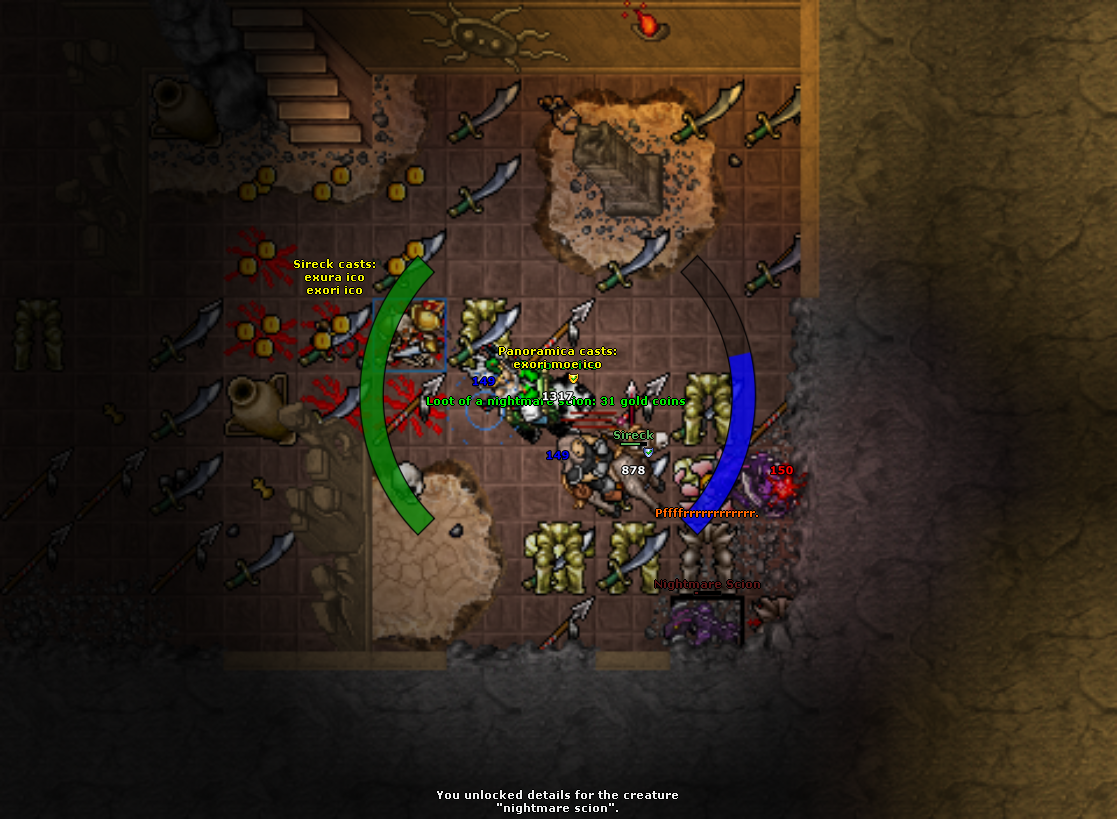 Sireck casts:
exura ico
exori ico
Panoramica casts:
exori moe ico
149
1317
Loot of a nightmare scion: 31 gold coins
Sireck
149
878
150
Pffffrrrrrrrrrrrr.
Nightmare Scion
You unlocked details for the creature
"nightmare scion".